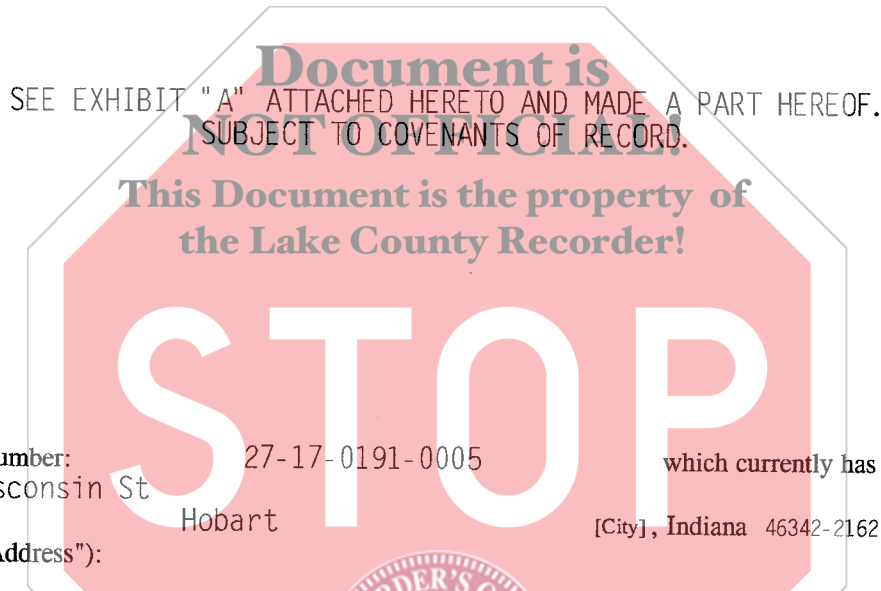 Document is
SEE EXHIBIT "A" ATTACHED HERETO AND MADE A PART HEREOF.
NOT OFFICIAL!
SUBJECT TO COVENANTS OF RECORD.
This Document is the property of
the Lake County Recorder!
STOP
umber: 27-17-0191-0005 which currently has
sconsin St
Hobart [City], Indiana 46342-2162
ddress"):
RDER'S O